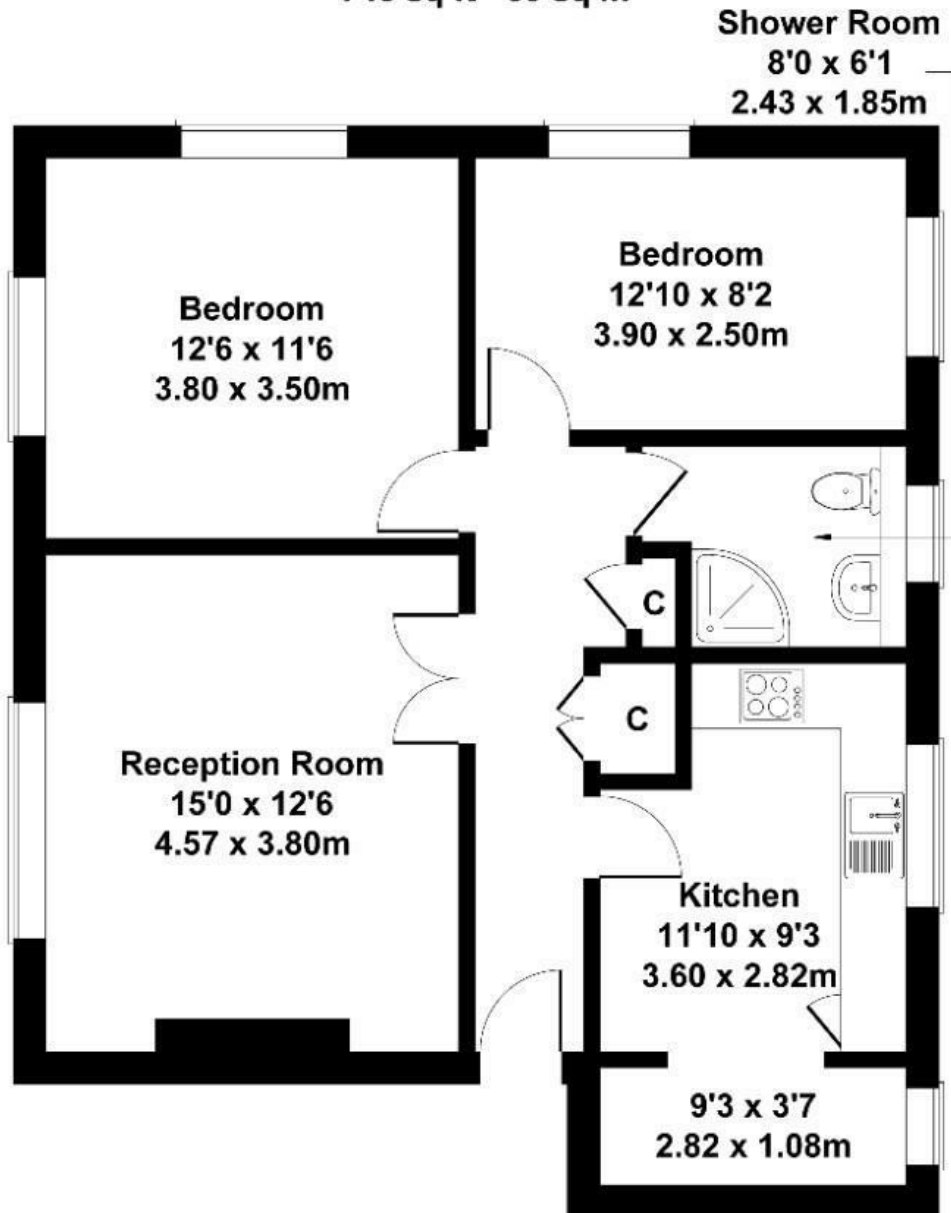 Shower Room
8'0 x 6'1
2.43 x 1.85m
Bedroom
12'6 x 11'6
3.80 x 3.50m
Bedroom
12'10 x 8'2
3.90 x 2.50m
C
C
Reception Room
15'0 x 12'6
4.57 x 3.80m
Kitchen
11'10 x 9'3
3.60 x 2.82m
9'3 x 3'7
2.82 x 1.08m